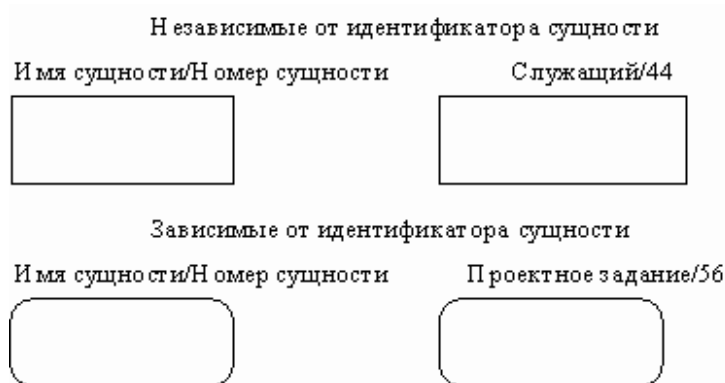 Независимые от идентификатора сущности
Имя сущности/Номер сущности Служащий/44
Зависимые от идентификатора сущности
Имя сущности/Номер сущности Проектное задание/56